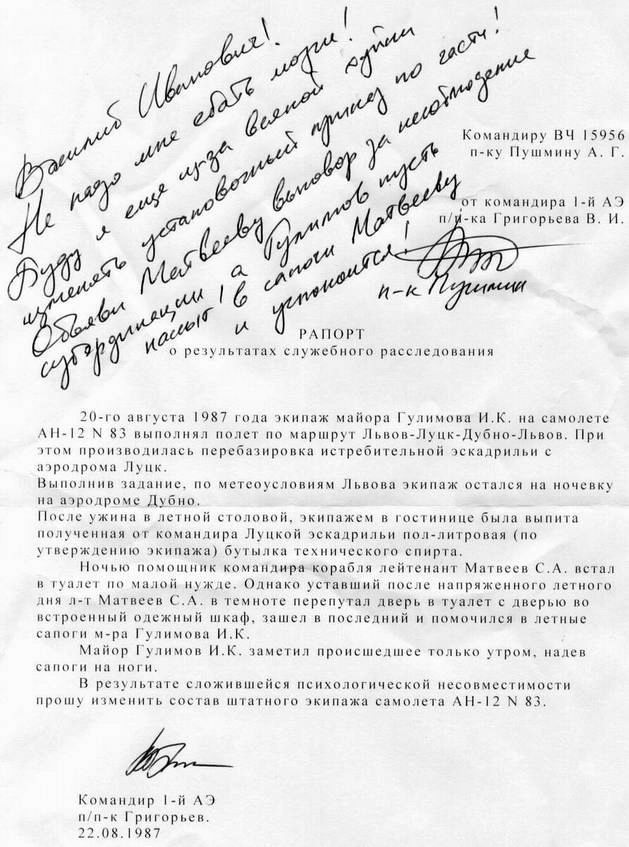 Василий Иванович!
Не надо мне ебать мозги!
Буду я еще из-за всякой хуйни
изменять установочный приказ по части!
Объяви Матвееву выговор за несоблюдение
субординации а Гулимов пусть
нассыт в сапоги Матвееву
и успокоится!
п-к Пушмин
Командиру ВЧ 15956
п-ку Пушмину А. Г.
от командира 1-й АЭ
п/п-ка Григорьева В. И.
РАПОРТ
о результатах служебного расследования
20-го августа 1987 года экипаж майора Гулимова И.К. на самолете
АН-12 N 83 выполнял полет по маршрут Львов-Луцк-Дубно-Львов. При
этом производилась перебазировка истребительной эскадрильи с
аэродрома Луцк.
Выполнив задание, по метеоусловиям Львова экипаж остался на ночевку
на аэродроме Дубно.
После ужина в летной столовой, экипажем в гостинице была выпита
полученная от командира Луцкой эскадрильи пол-литровая (по
утверждению экипажа) бутылка технического спирта.
Ночью помощник командира корабля лейтенант Матвеев С.А. встал
в туалет по малой нужде. Однако уставший после напряженного летного
дня л-т Матвеев С.А. в темноте перепутал дверь в туалет с дверью во
встроенный одежный шкаф, зашел в последний и помочился в летные
сапоги м-ра Гулимова И.К.
Майор Гулимов И.К. заметил происшедшее только утром, надев
сапоги на ноги.
В результате сложившейся психологической несовместимости
прошу изменить состав штатного экипажа самолета АН-12 N 83.
Командир 1-й АЭ
п/п-к Григорьев.
22.08.1987